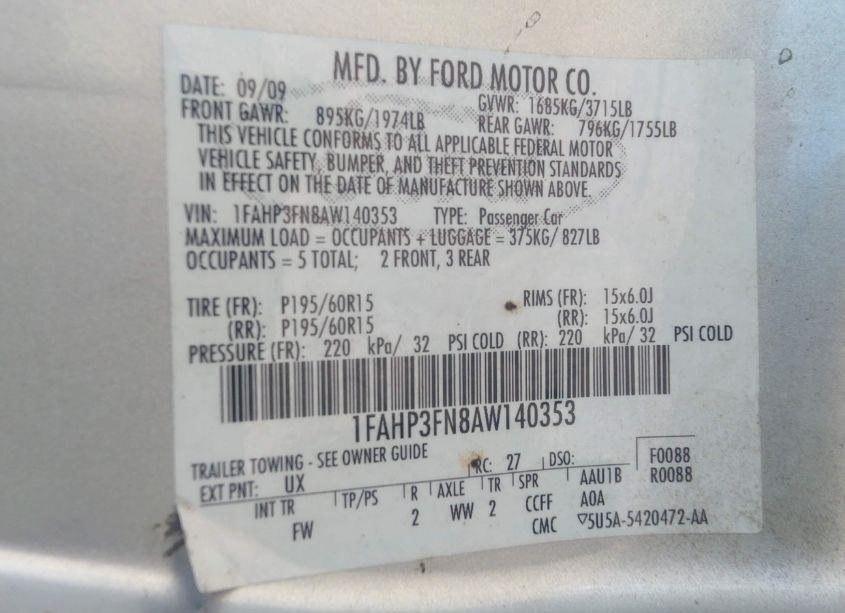 MFD. BY FORD MOTOR CO.
DATE: 09/09 GVWR: 1685KG/3715LB
FRONT GAWR: 895KG/1974LB REAR GAWR: 796KG/1755LB
THIS VEHICLE CONFORMS TO ALL APPLICABLE FEDERAL MOTOR
VEHICLE SAFETY, BUMPER, AND THEFT PREVENTION STANDARDS
IN EFFECT ON THE DATE OF MANUFACTURE SHOWN ABOVE.
VIN: 1FAHP3FN8AW140353 TYPE: Passenger Car
MAXIMUM LOAD = OCCUPANTS + LUGGAGE = 375KG/ 827LB
OCCUPANTS = 5 TOTAL; 2 FRONT, 3 REAR
TIRE (FR): P195/60R15 RIMS (FR): 15x6.0J
(RR): P195/60R15 (RR): 15x6.0J
PRESSURE (FR): 220 kPa/ 32 PSI COLD (RR): 220 kPa/ 32 PSI COLD
1FAHP3FN8AW140353
TRAILER TOWING - SEE OWNER GUIDE RC: 27 DSO: F0088
EXT PNT: UX R0088
INT TR TP/PS R AXLE TR SPR AAU1B
FW 2 WW 2 CCFF A0A
CMC ▽5U5A-5420472-AA